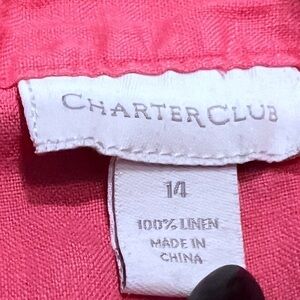 CHARTER CLUB
14
100% LINEN
MADE IN
CHINA